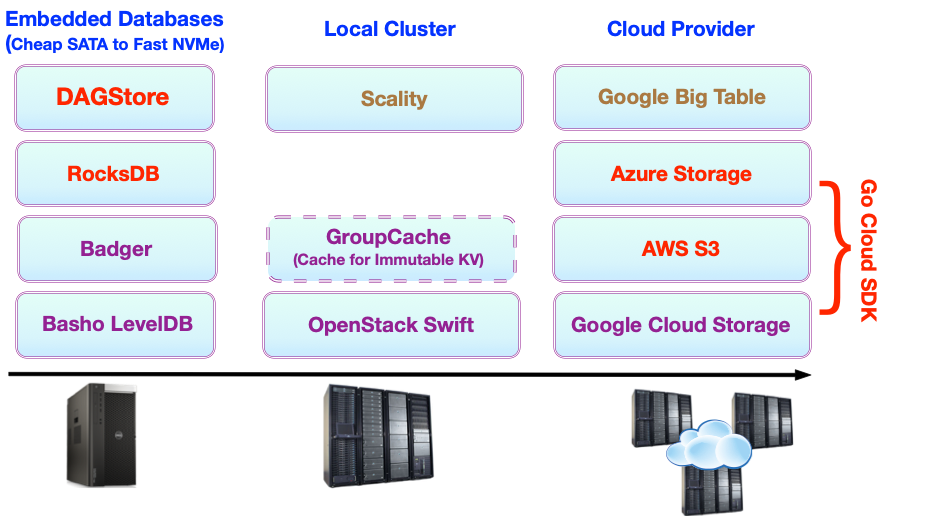 Embedded Databases
(Cheap SATA to Fast NVMe)
Local Cluster
Cloud Provider
DAGStore
Scality
Google Big Table
RocksDB
Azure Storage
Badger
GroupCache
(Cache for Immutable KV)
AWS S3
Basho LevelDB
OpenStack Swift
Google Cloud Storage
Go Cloud SDK